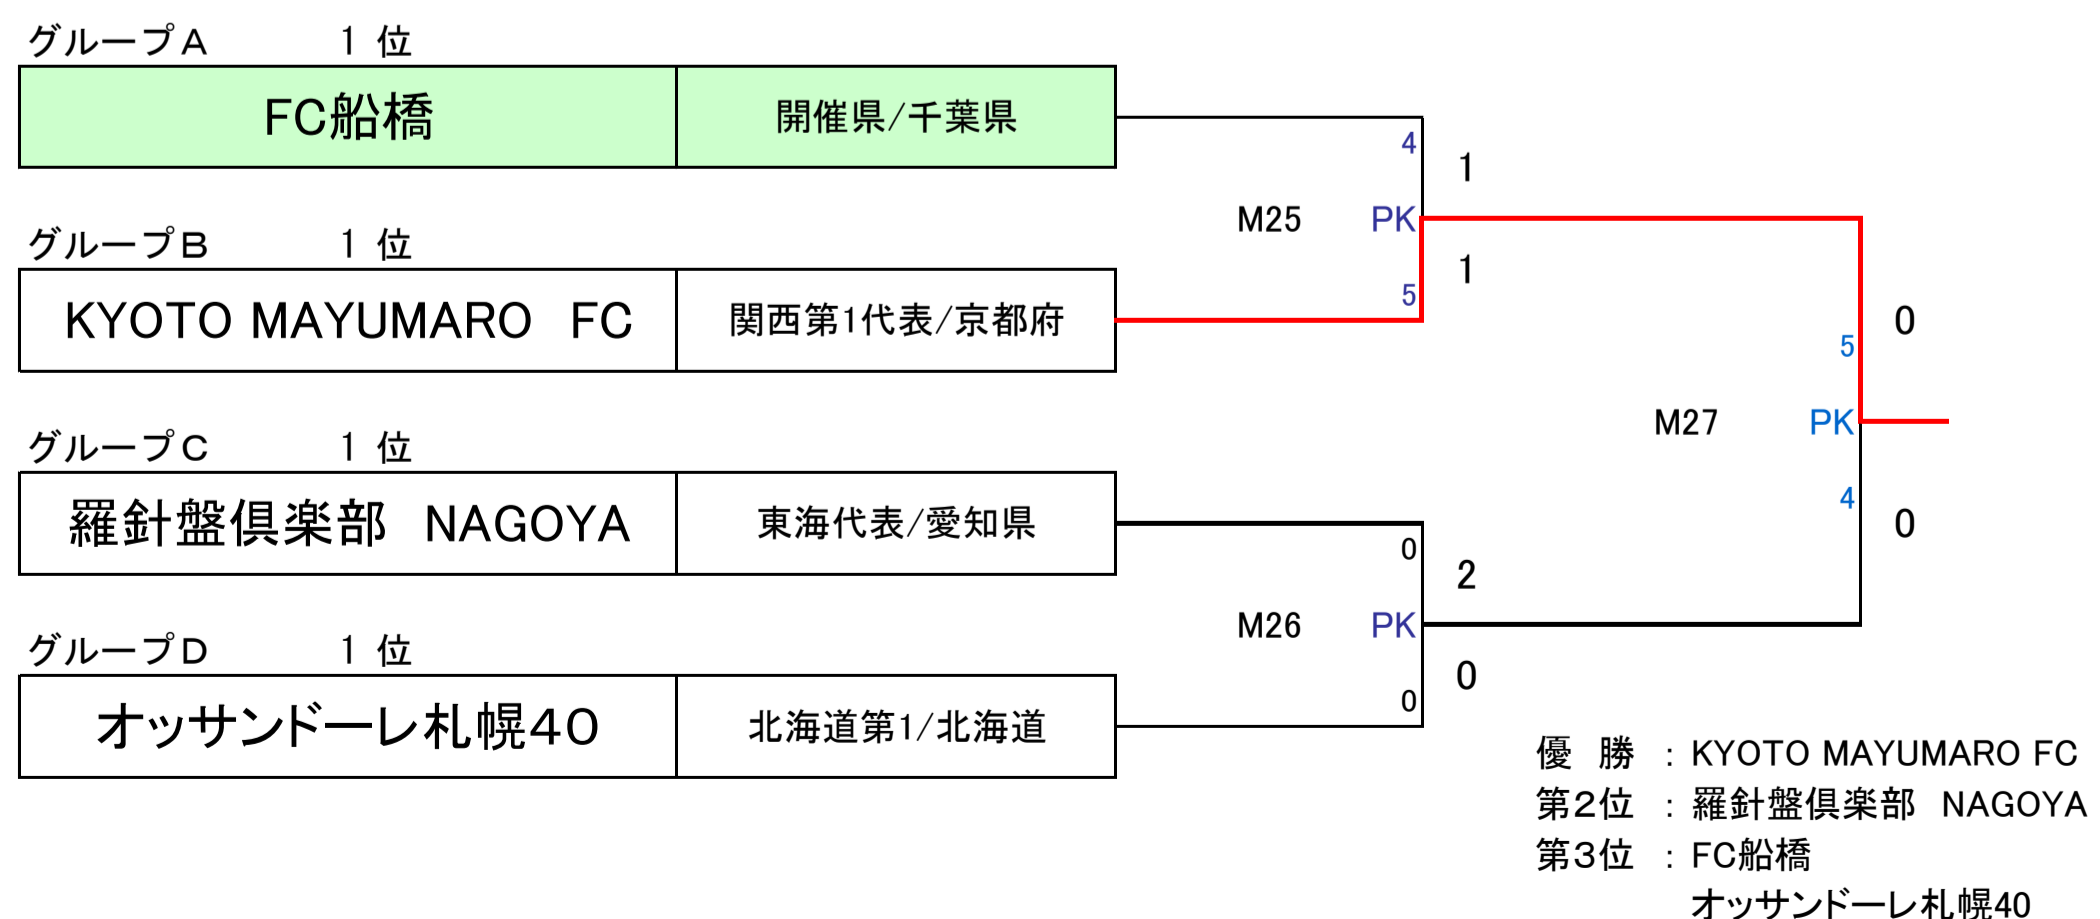 グループA 1 位
FC船橋 開催県/千葉県
4
1
M25 PK
グループB 1 位
1
5
KYOTO MAYUMARO FC 関西第1代表/京都府
0
5
M27 PK
グループC 1 位
4
羅針盤倶楽部 NAGOYA 東海代表/愛知県
0
0
2
M26 PK
グループD 1 位
0
0
オッサンドーレ札幌40 北海道第1/北海道
優 勝 : KYOTO MAYUMARO FC
第2位 : 羅針盤倶楽部 NAGOYA
第3位 : FC船橋
オッサンドーレ札幌40